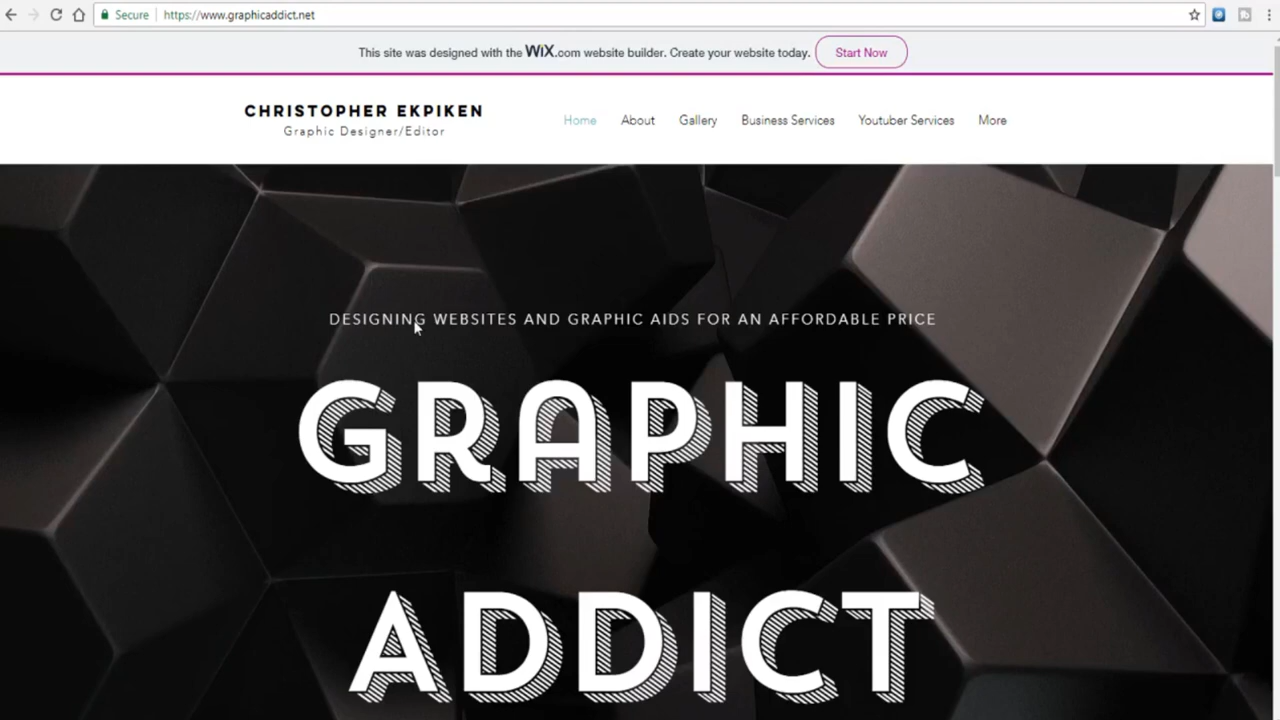 Secure https://www.graphicaddict.net
This site was designed with the WiX.com website builder. Create your website today. Start Now
CHRISTOPHER EKPIKEN
Graphic Designer/Editor
Home About Gallery Business Services Youtuber Services More
DESIGNING WEBSITES AND GRAPHIC AIDS FOR AN AFFORDABLE PRICE
GRAPHIC
ADDICT